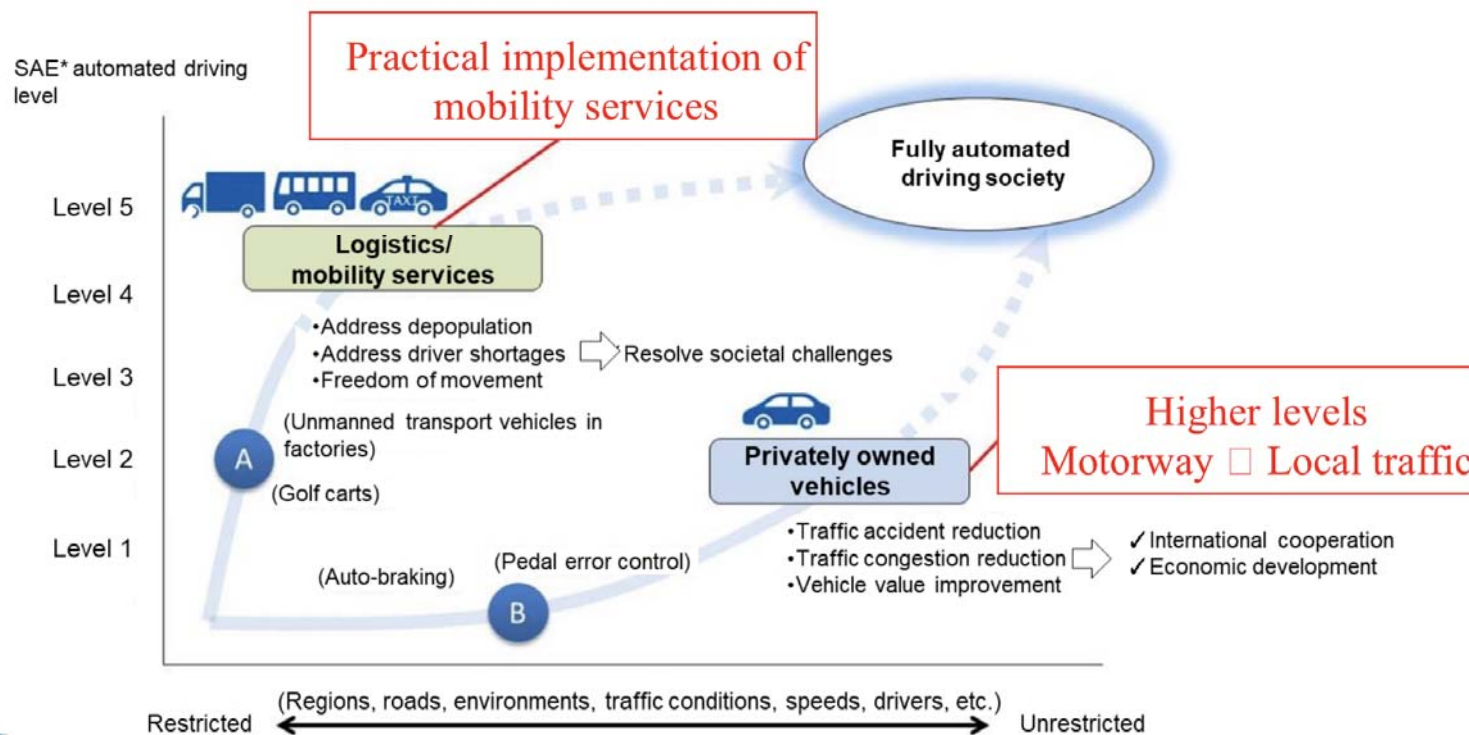 Practical implementation of
mobility services
SAE* automated driving
level
Fully automated
driving society
Level 5
TAXI
Logistics/
mobility services
Level 4
•Address depopulation
•Address driver shortages
•Freedom of movement
Resolve societal challenges
Level 3
(Unmanned transport vehicles in
factories)
Higher levels
Motorway □ Local traffic
A
Level 2
Privately owned
vehicles
(Golf carts)
•Traffic accident reduction
•Traffic congestion reduction
•Vehicle value improvement
✓International cooperation
✓Economic development
Level 1
(Pedal error control)
(Auto-braking)
B
(Regions, roads, environments, traffic conditions, speeds, drivers, etc.)
Restricted
Unrestricted